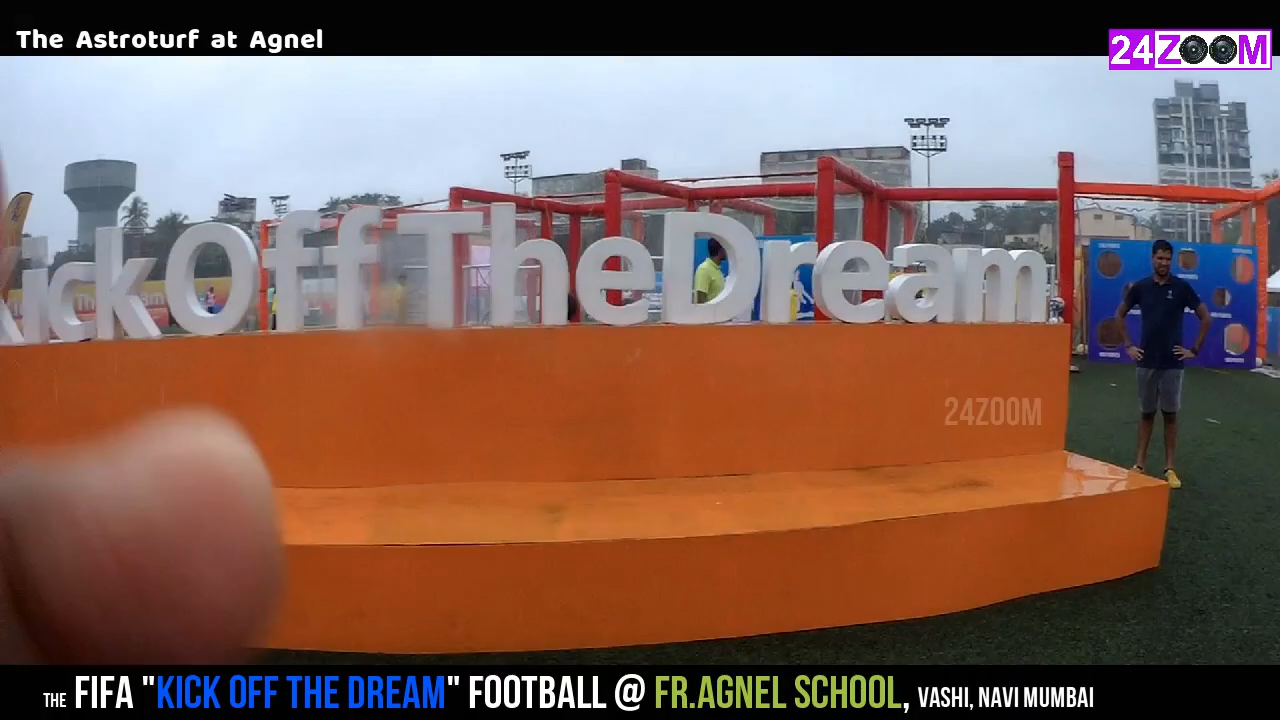 The Astroturf at Agnel
24ZOOM
KickOffTheDream
24ZOOM
THE FIFA "KICK OFF THE DREAM" FOOTBALL @ FR.AGNEL SCHOOL, VASHI, NAVI MUMBAI